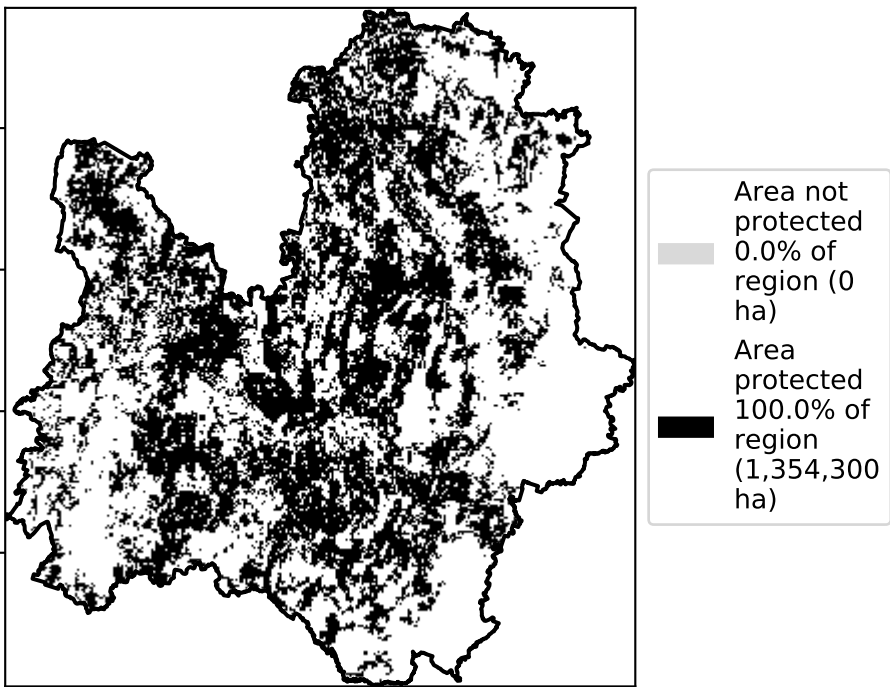 Area not
protected
0.0% of
region (0
ha)
Area
protected
100.0% of
region
(1,354,300
ha)